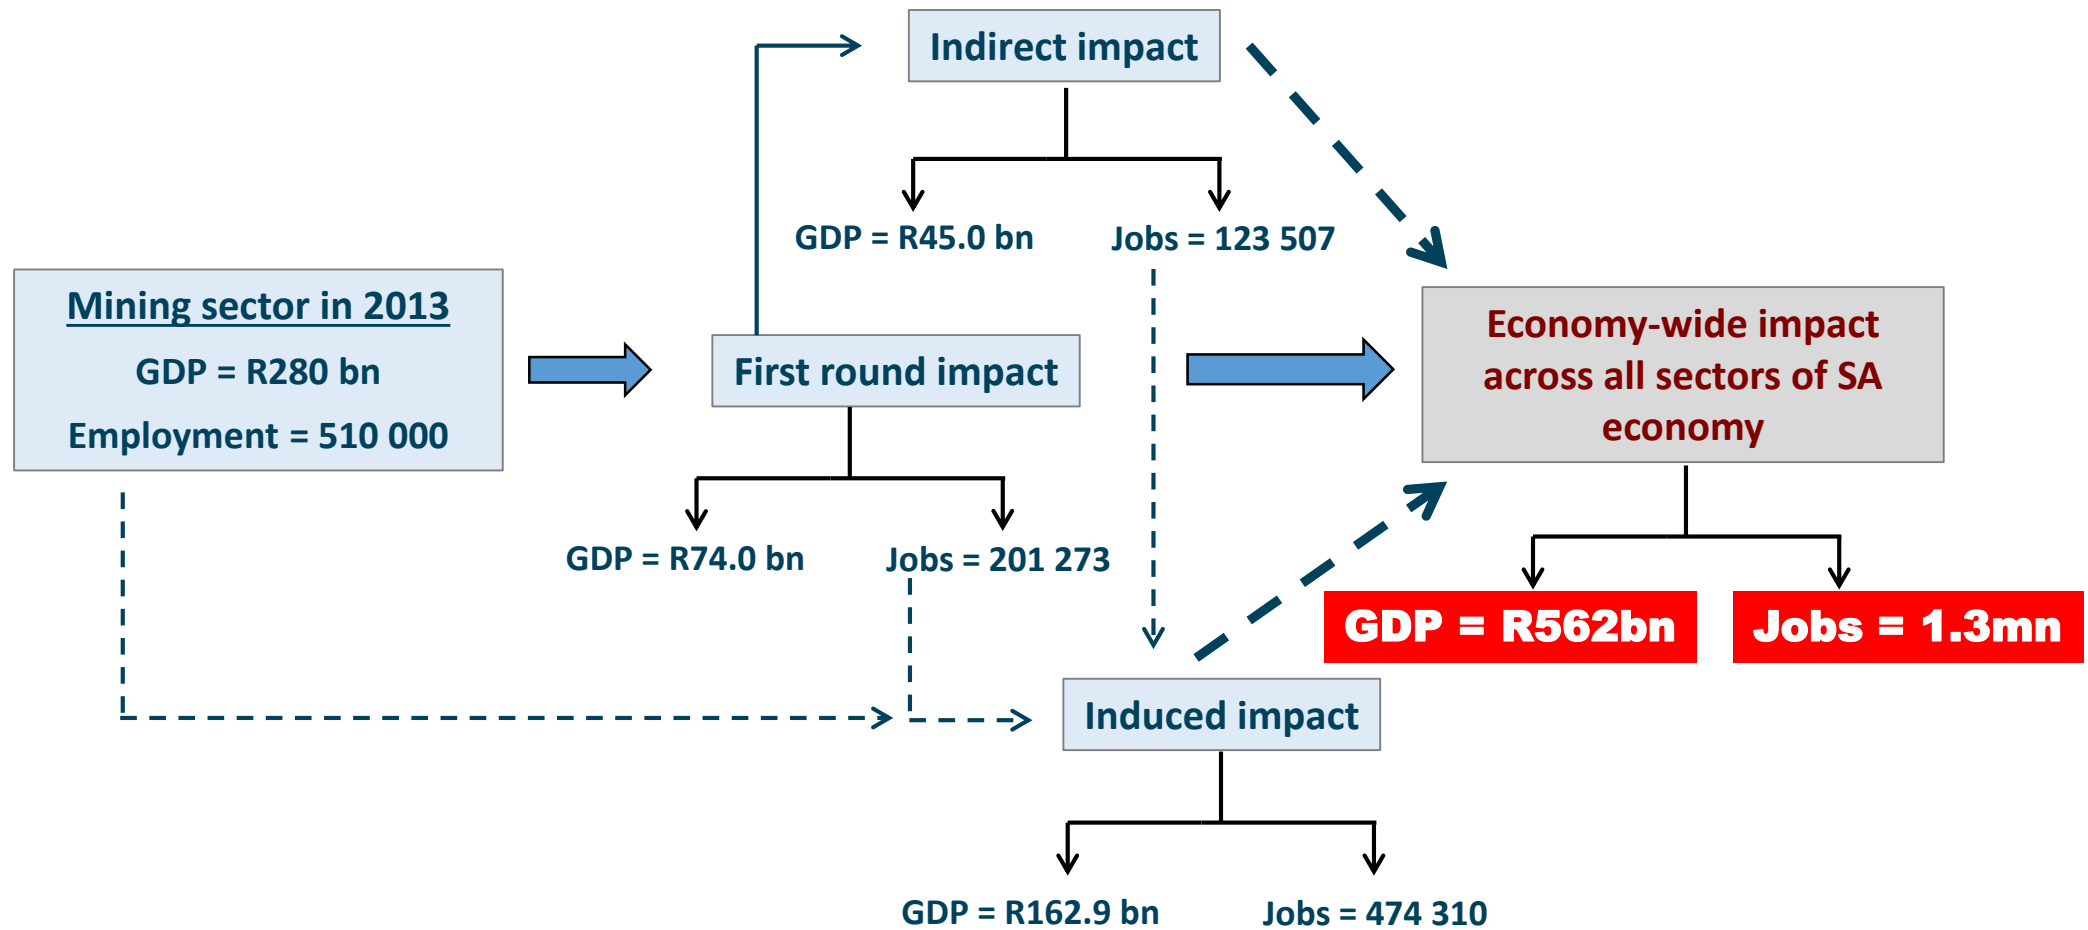 Indirect impact
GDP = R45.0 bn
Jobs = 123 507
Mining sector in 2013
GDP = R280 bn
Employment = 510 000
First round impact
GDP = R74.0 bn
Jobs = 201 273
Economy-wide impact
across all sectors of SA
economy
GDP = R562bn
Jobs = 1.3mn
Induced impact
GDP = R162.9 bn
Jobs = 474 310